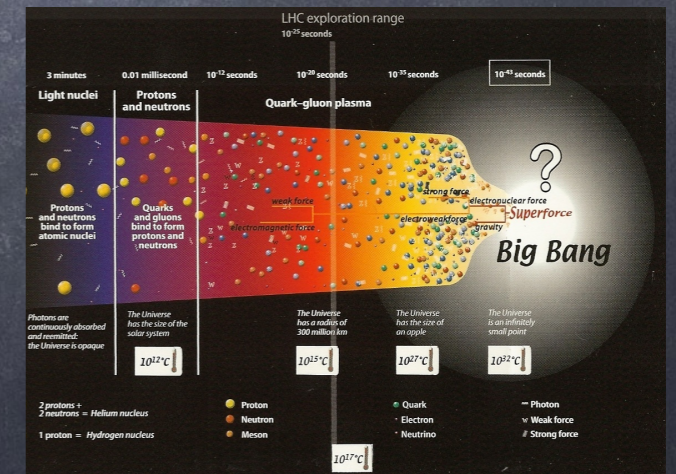 LHC exploration range
10⁻²⁵ seconds
3 minutes
0.01 millisecond
10⁻¹² seconds
10⁻²⁰ seconds
10⁻³⁵ seconds
10⁻⁴³ seconds
Light nuclei
Protons
and neutrons
Quark–gluon plasma
?
weak force
electromagnetic force
strong force
electroweakforce
electronuclear force
gravity
Superforce
Big Bang
Protons
and neutrons
bind to form
atomic nuclei
Quarks
and gluons
bind to form
protons and
neutrons
Photons are
continuously absorbed
and reemitted:
the Universe is opaque
The Universe
has the size of the
solar system
The Universe
has a radius of
300 million km
The Universe
has the size of
an apple
The Universe
is an infinitely
small point
10¹²°C
10¹⁵°C
10²⁷°C
10³²°C
2 protons +
2 neutrons = Helium nucleus
1 proton = Hydrogen nucleus
Proton
Neutron
Meson
Quark
Electron
Neutrino
Photon
w Weak force
Strong force
10¹⁷°C